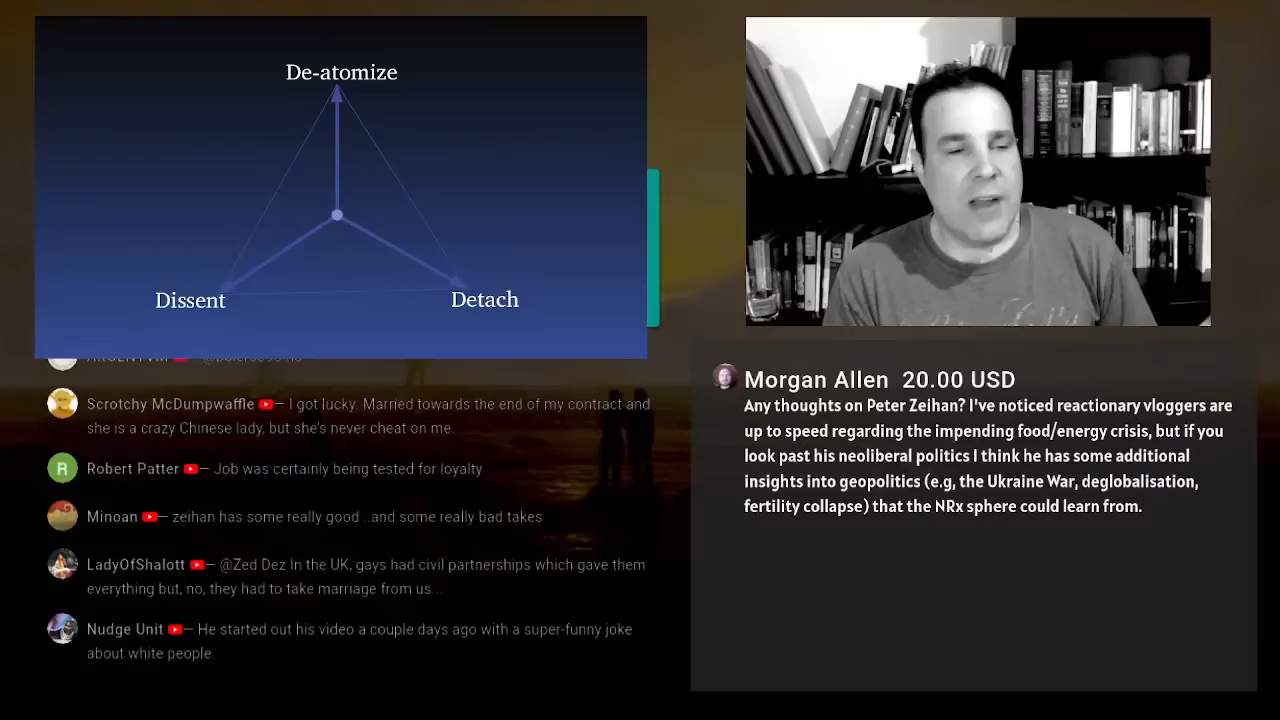 De-atomize
Dissent
Detach
Scrotchy McDumpwaffle — I got lucky. Married towards the end of my contract and
she is a crazy Chinese lady, but she's never cheat on me.
R
Robert Patter — Job was certainly being tested for loyalty
Minoan — zeihan has some really good ..and some really bad takes
LadyOfShalott — @Zed Dez In the UK, gays had civil partnerships which gave them
everything but, no, they had to take marriage from us...
Nudge Unit — He started out his video a couple days ago with a super-funny joke
about white people.
Morgan Allen 20.00 USD
Any thoughts on Peter Zeihan? I've noticed reactionary vloggers are
up to speed regarding the impending food/energy crisis, but if you
look past his neoliberal politics I think he has some additional
insights into geopolitics (e.g, the Ukraine War, deglobalisation,
fertility collapse) that the NRx sphere could learn from.